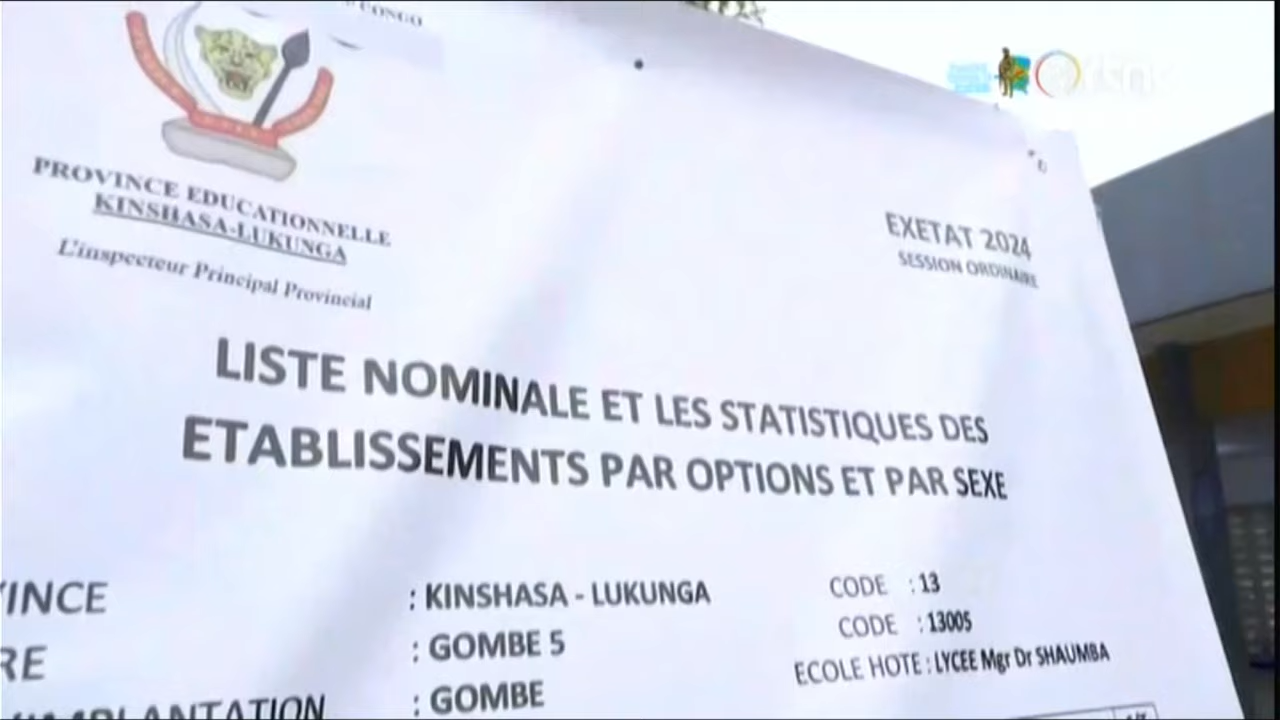 CONGO
PROVINCE EDUCATIONNELLE
KINSHASA-LUKUNGA
L'inspecteur Principal Provincial
EXETAT 2024
SESSION ORDINAIRE
LISTE NOMINALE ET LES STATISTIQUES DES
ETABLISSEMENTS PAR OPTIONS ET PAR SEXE
VINCE : KINSHASA - LUKUNGA CODE : 13
RE : GOMBE 5 CODE : 13005
IMPLANTATION : GOMBE ECOLE HOTE : LYCEE Mgr Dr SHAUMBA